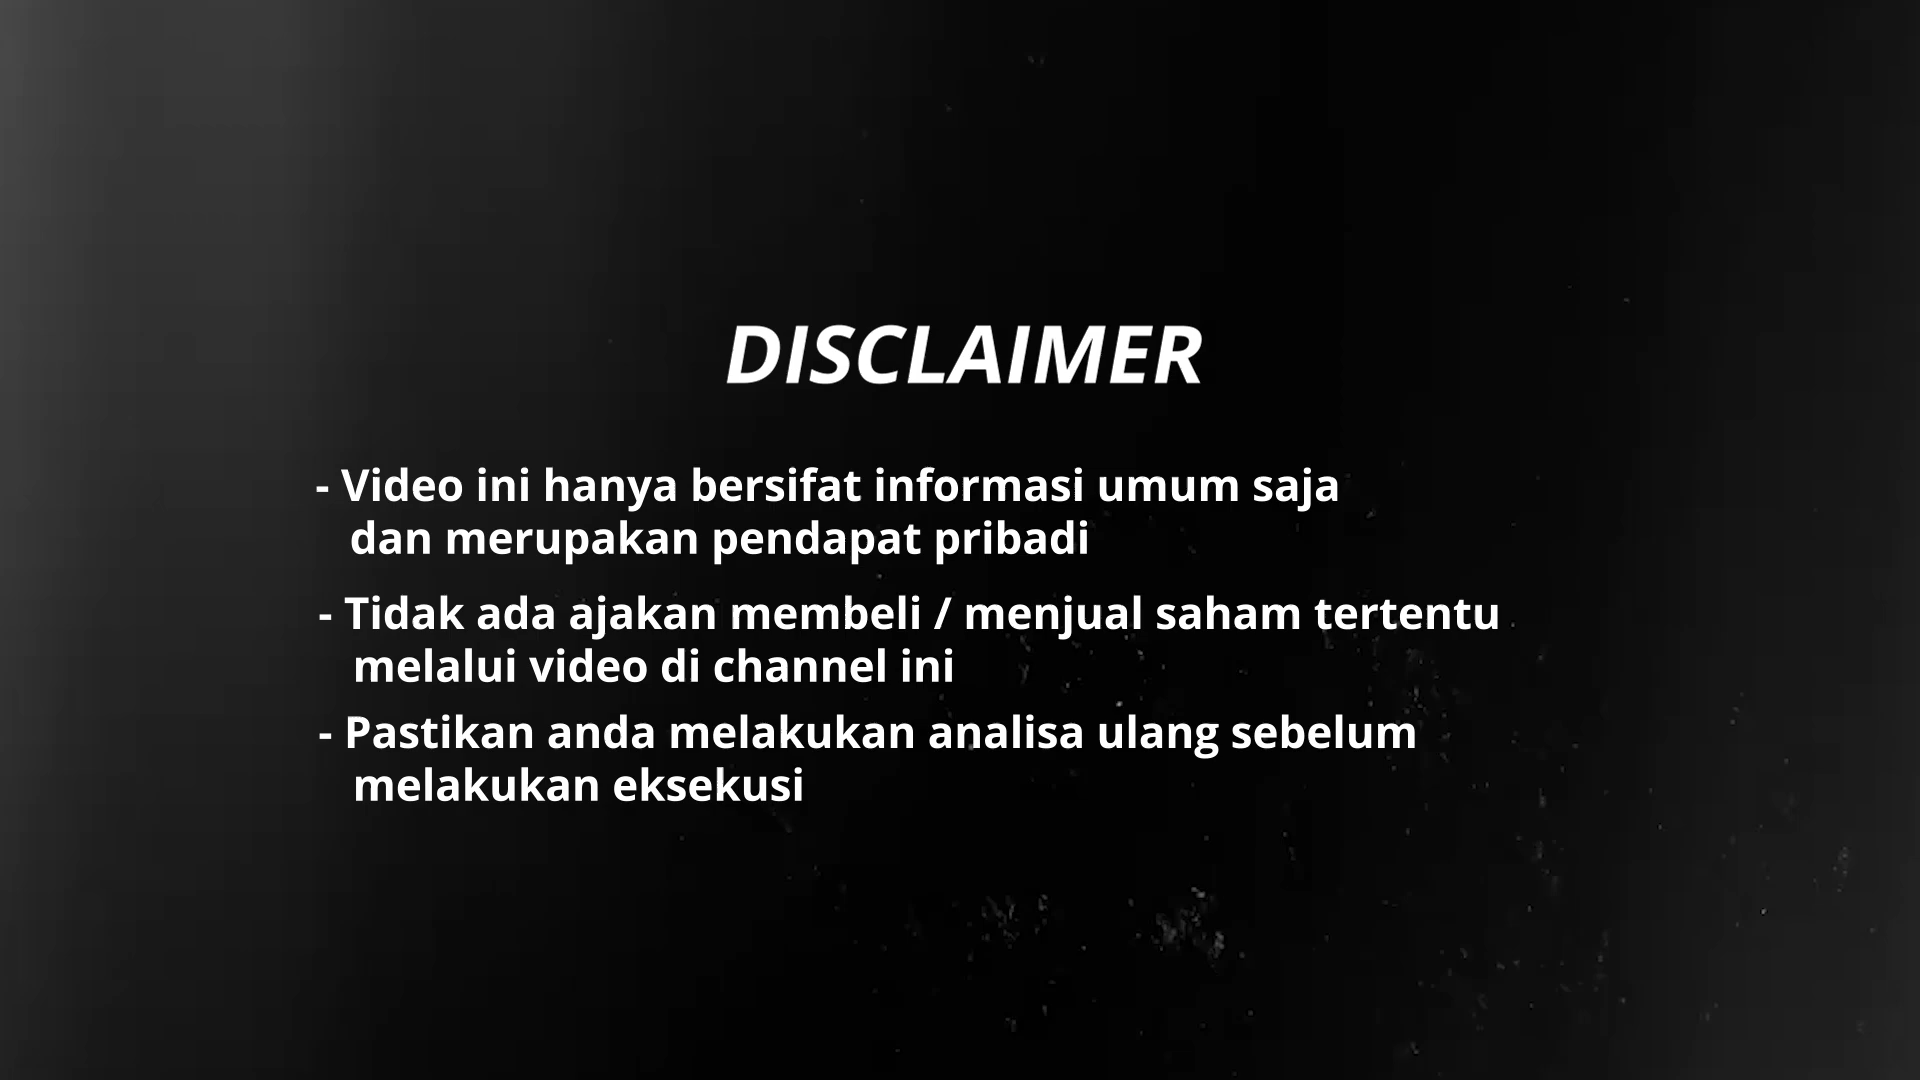 DISCLAIMER
- Video ini hanya bersifat informasi umum saja
dan merupakan pendapat pribadi
- Tidak ada ajakan membeli / menjual saham tertentu
melalui video di channel ini
- Pastikan anda melakukan analisa ulang sebelum
melakukan eksekusi